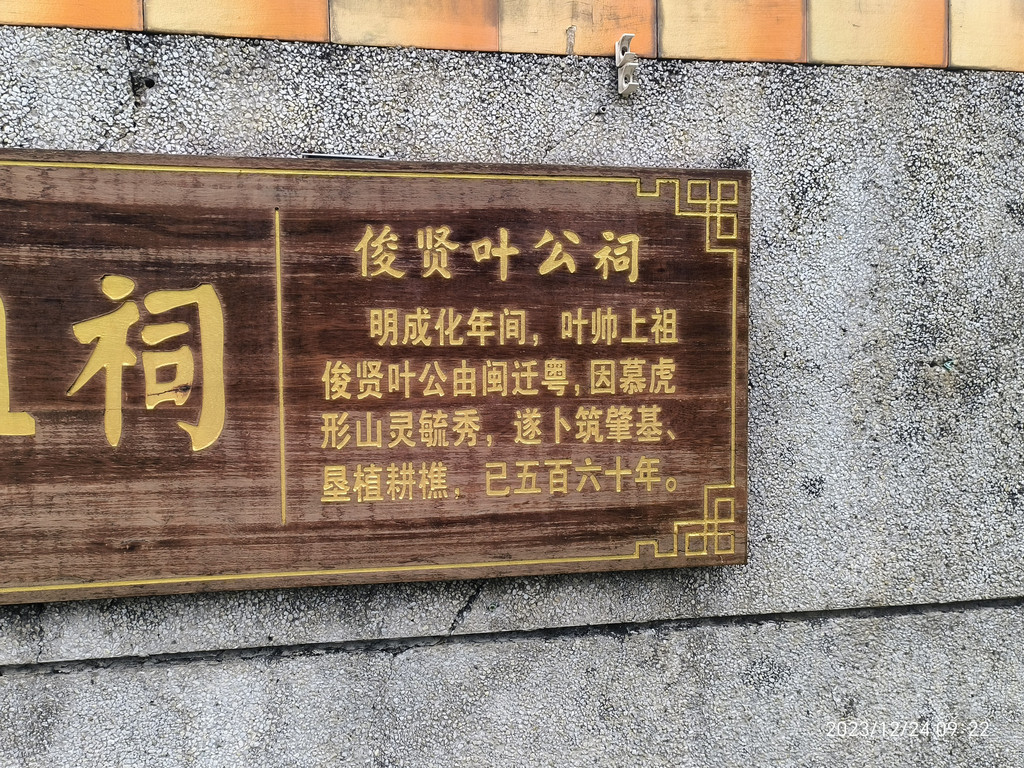 祠
俊贤叶公祠
明成化年间，叶帅上祖
俊贤叶公由闽迁粤，因慕虎
形山灵毓秀，遂卜筑肇基、
垦植耕樵，已五百六十年。
2023/12/24 09:22